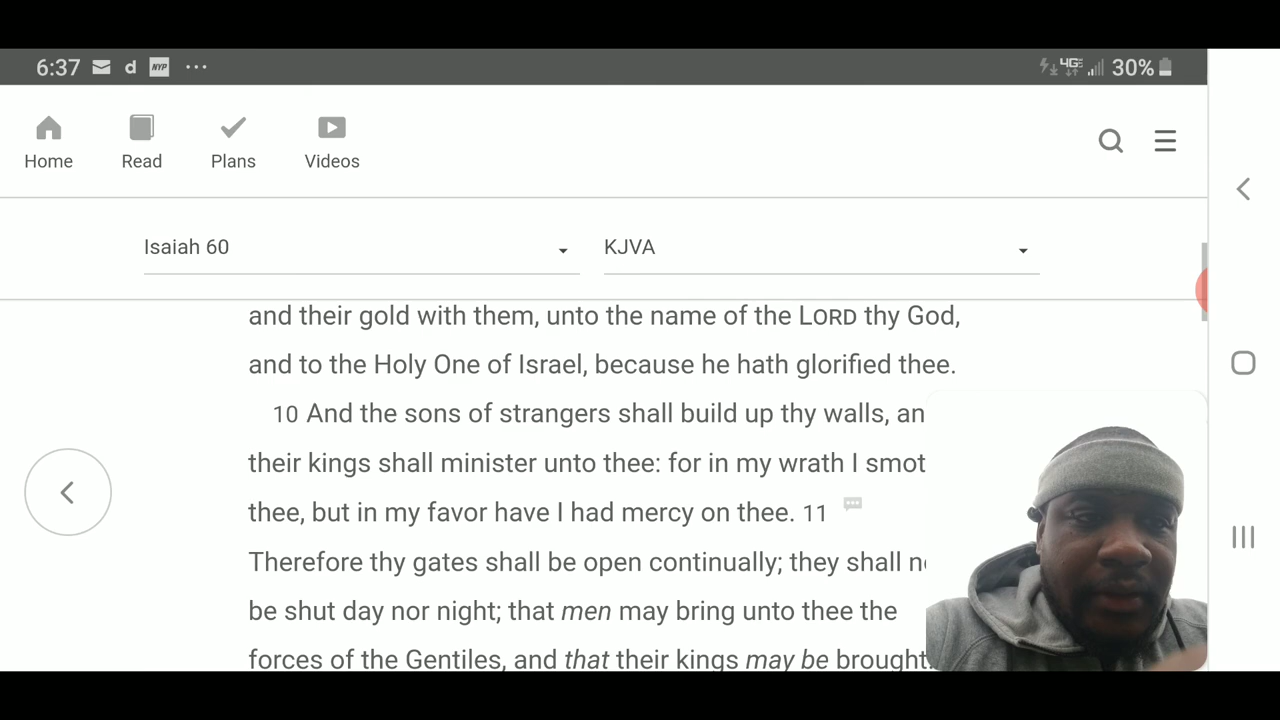 6:37 d NYP ... 4GE 30%
Home Read Plans Videos
Isaiah 60 KJVA
and their gold with them, unto the name of the LORD thy God,
and to the Holy One of Israel, because he hath glorified thee.
10 And the sons of strangers shall build up thy walls, an
their kings shall minister unto thee: for in my wrath I smot
thee, but in my favor have I had mercy on thee. 11
Therefore thy gates shall be open continually; they shall n
be shut day nor night; that men may bring unto thee the
forces of the Gentiles, and that their kings may be brought.